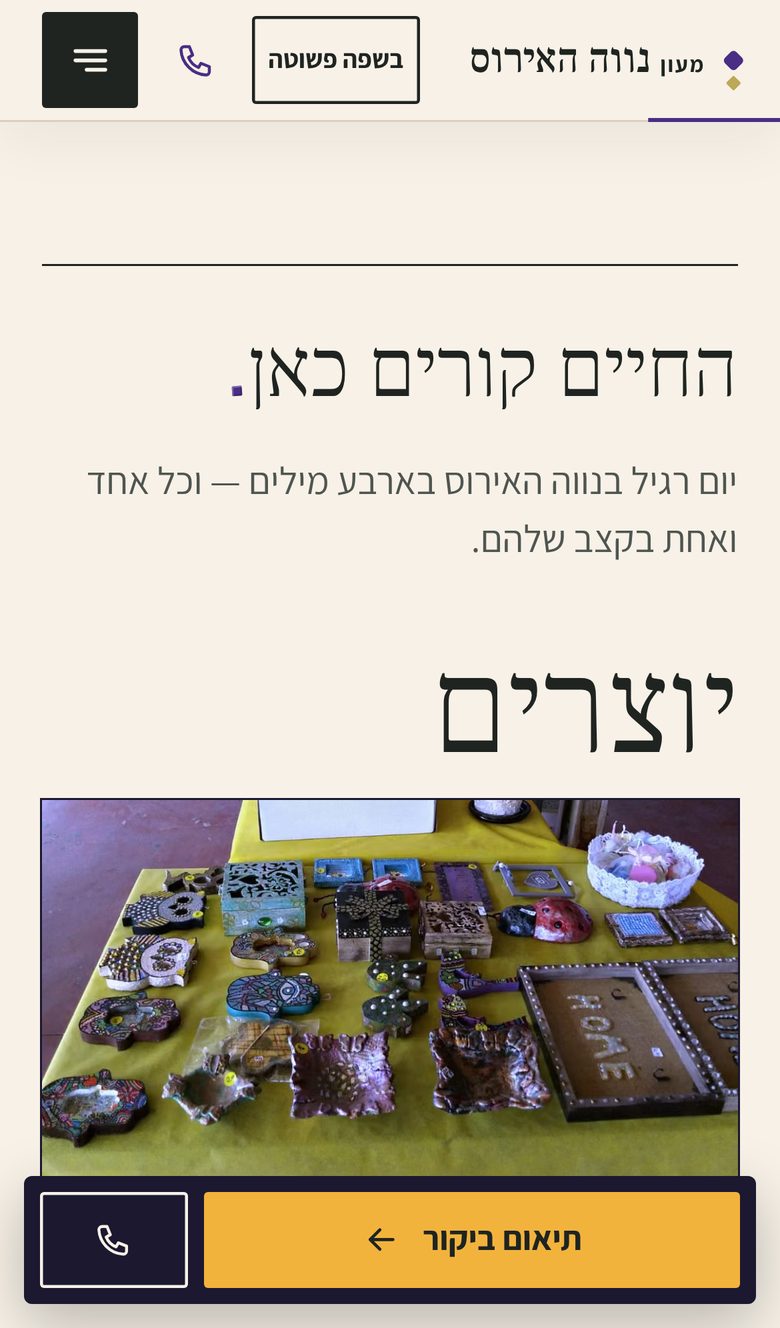 מעון נווה האירוס
בשפה פשוטה
החיים קורים כאן.
יום רגיל בנווה האירוס בארבע מילים — וכל אחד
ואחת בקצב שלהם.
יוצרים
HOME
תיאום ביקור ←